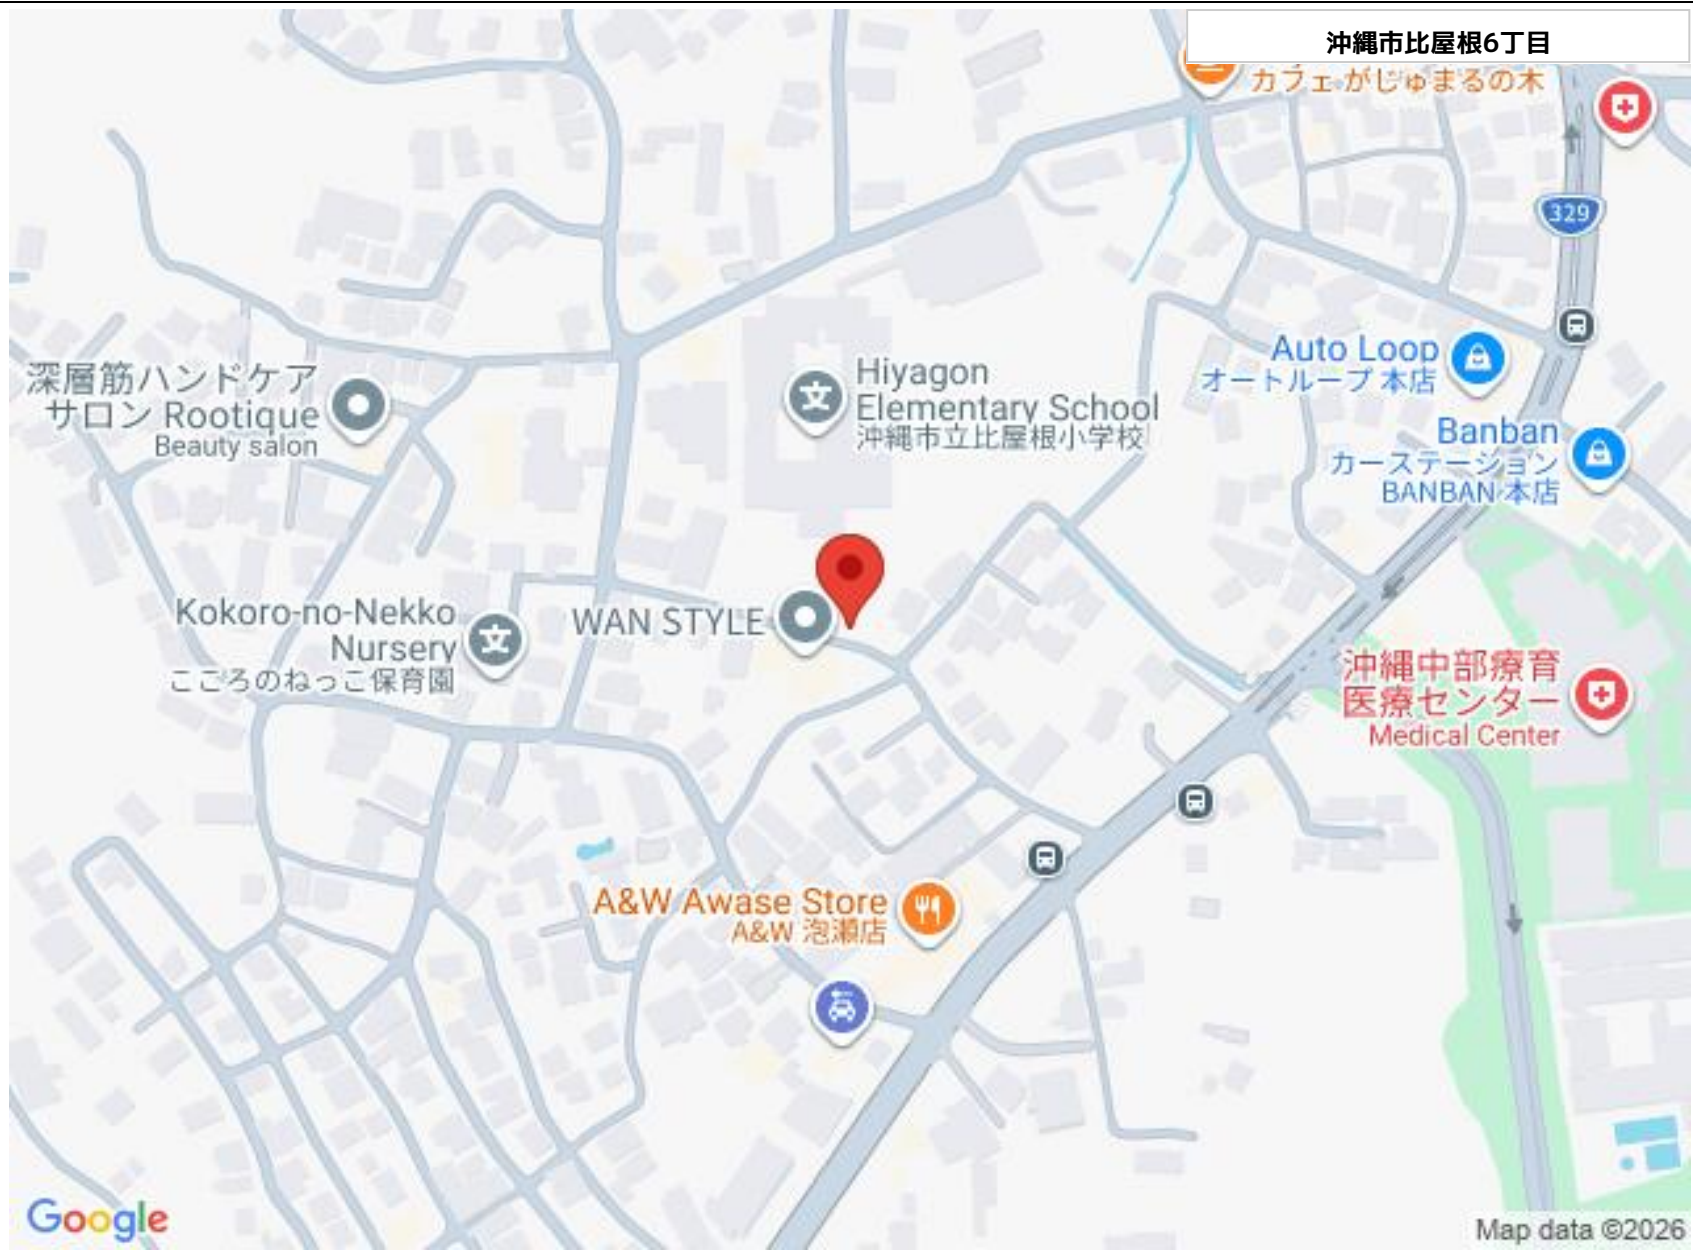 沖縄市比屋根6丁目
カフェ がじゅまるの木
329
Auto Loop
オートループ 本店
Banban
カーステーション
BANBAN 本店
深層筋ハンドケア
サロン Rootique
Beauty salon
Hiyagon
Elementary School
沖縄市立比屋根小学校
Kokoro-no-Nekko
Nursery
こころのねっこ保育園
WAN STYLE
沖縄中部療育
医療センター
Medical Center
A&W Awase Store
A&W 泡瀬店
Google
Map data ©2026